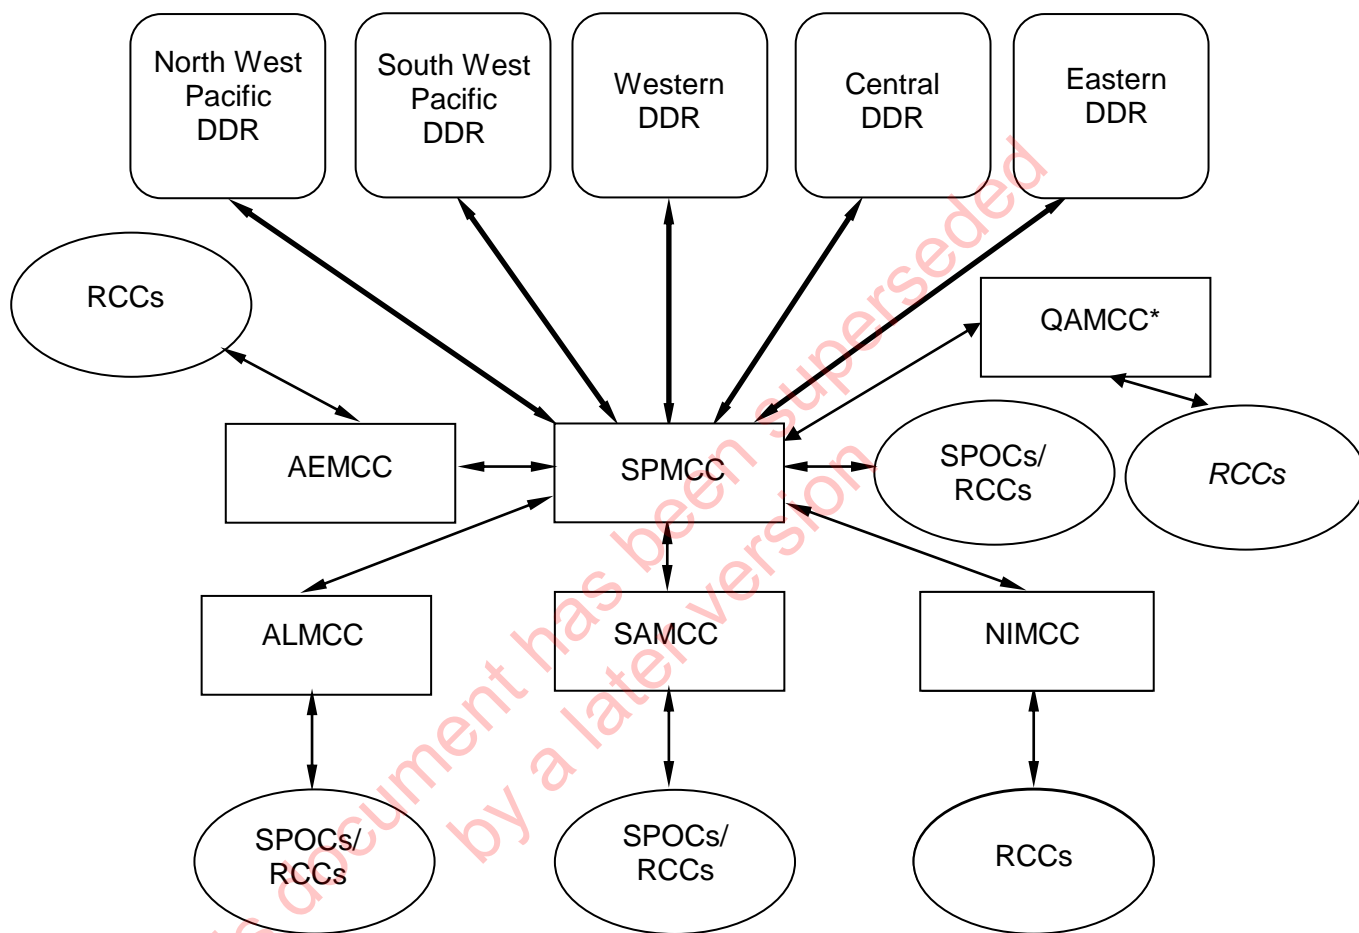 North West
Pacific
DDR
South West
Pacific
DDR
Western
DDR
Central
DDR
Eastern
DDR
RCCs
QAMCC*
AEMCC
SPMCC
SPOCs/
RCCs
RCCs
ALMCC
SAMCC
NIMCC
SPOCs/
RCCs
SPOCs/
RCCs
RCCs
is document has been superseded
by a later version